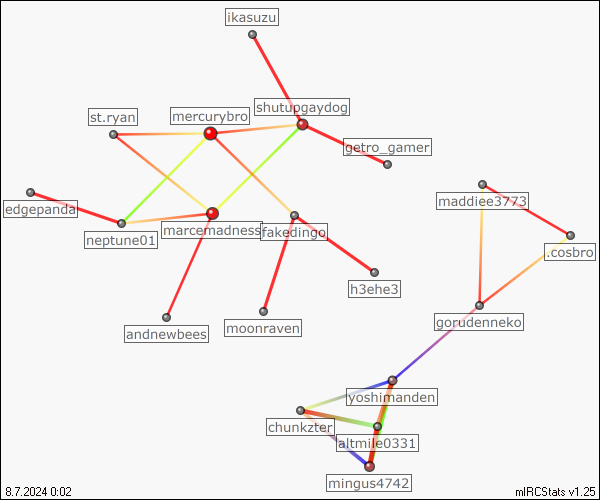 ikasuzu
shutupgaydog
mercurybro
st.ryan
getro_gamer
maddiee3773
edgepanda
marcemadness
fakedingo
neptune01
.cosbro
h3ehe3
gorudenneko
moonraven
andnewbees
yoshimanden
chunkzter
altmile0331
mingus4742
8.7.2024 0:02
mIRCStats v1.25